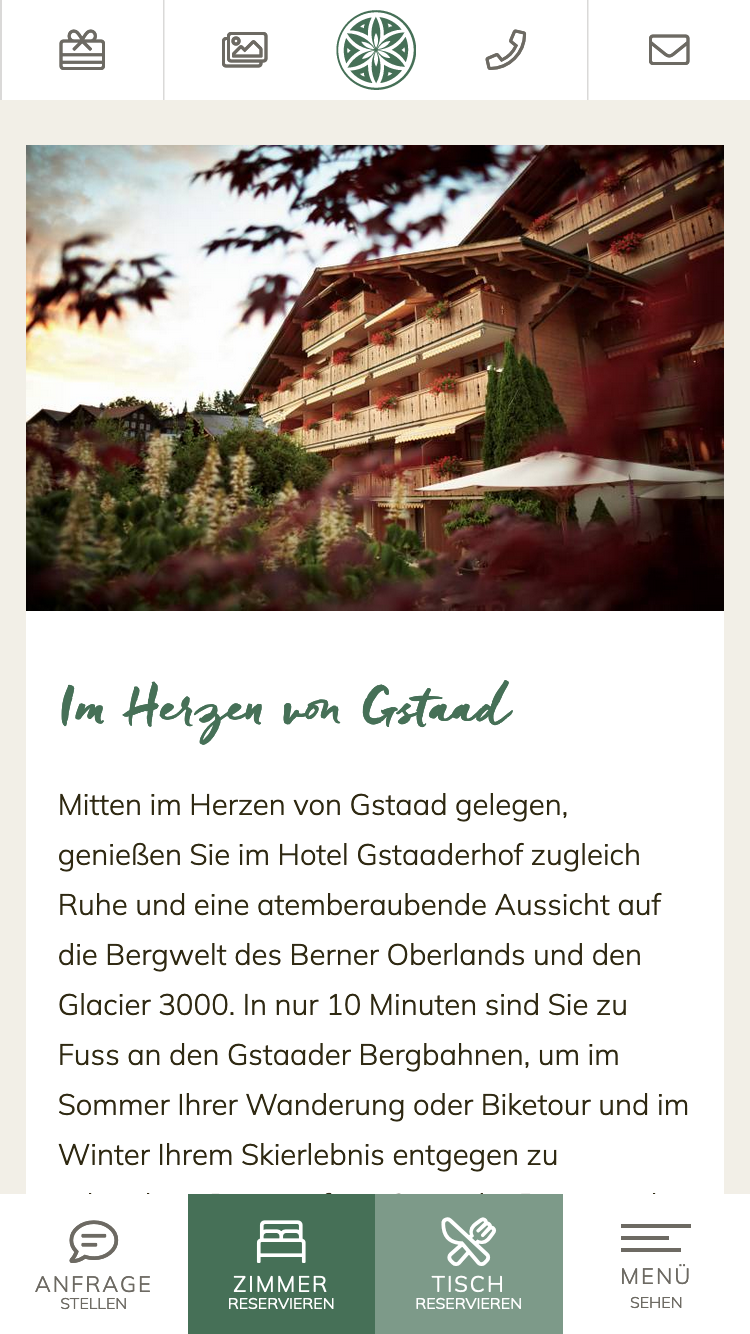 Im Herzen von Gstaad
Mitten im Herzen von Gstaad gelegen,
genießen Sie im Hotel Gstaaderhof zugleich
Ruhe und eine atemberaubende Aussicht auf
die Bergwelt des Berner Oberlands und den
Glacier 3000. In nur 10 Minuten sind Sie zu
Fuss an den Gstaader Bergbahnen, um im
Sommer Ihrer Wanderung oder Biketour und im
Winter Ihrem Skierlebnis entgegen zu
ANFRAGE
STELLEN
ZIMMER
RESERVIEREN
TISCH
RESERVIEREN
MENÜ
SEHEN